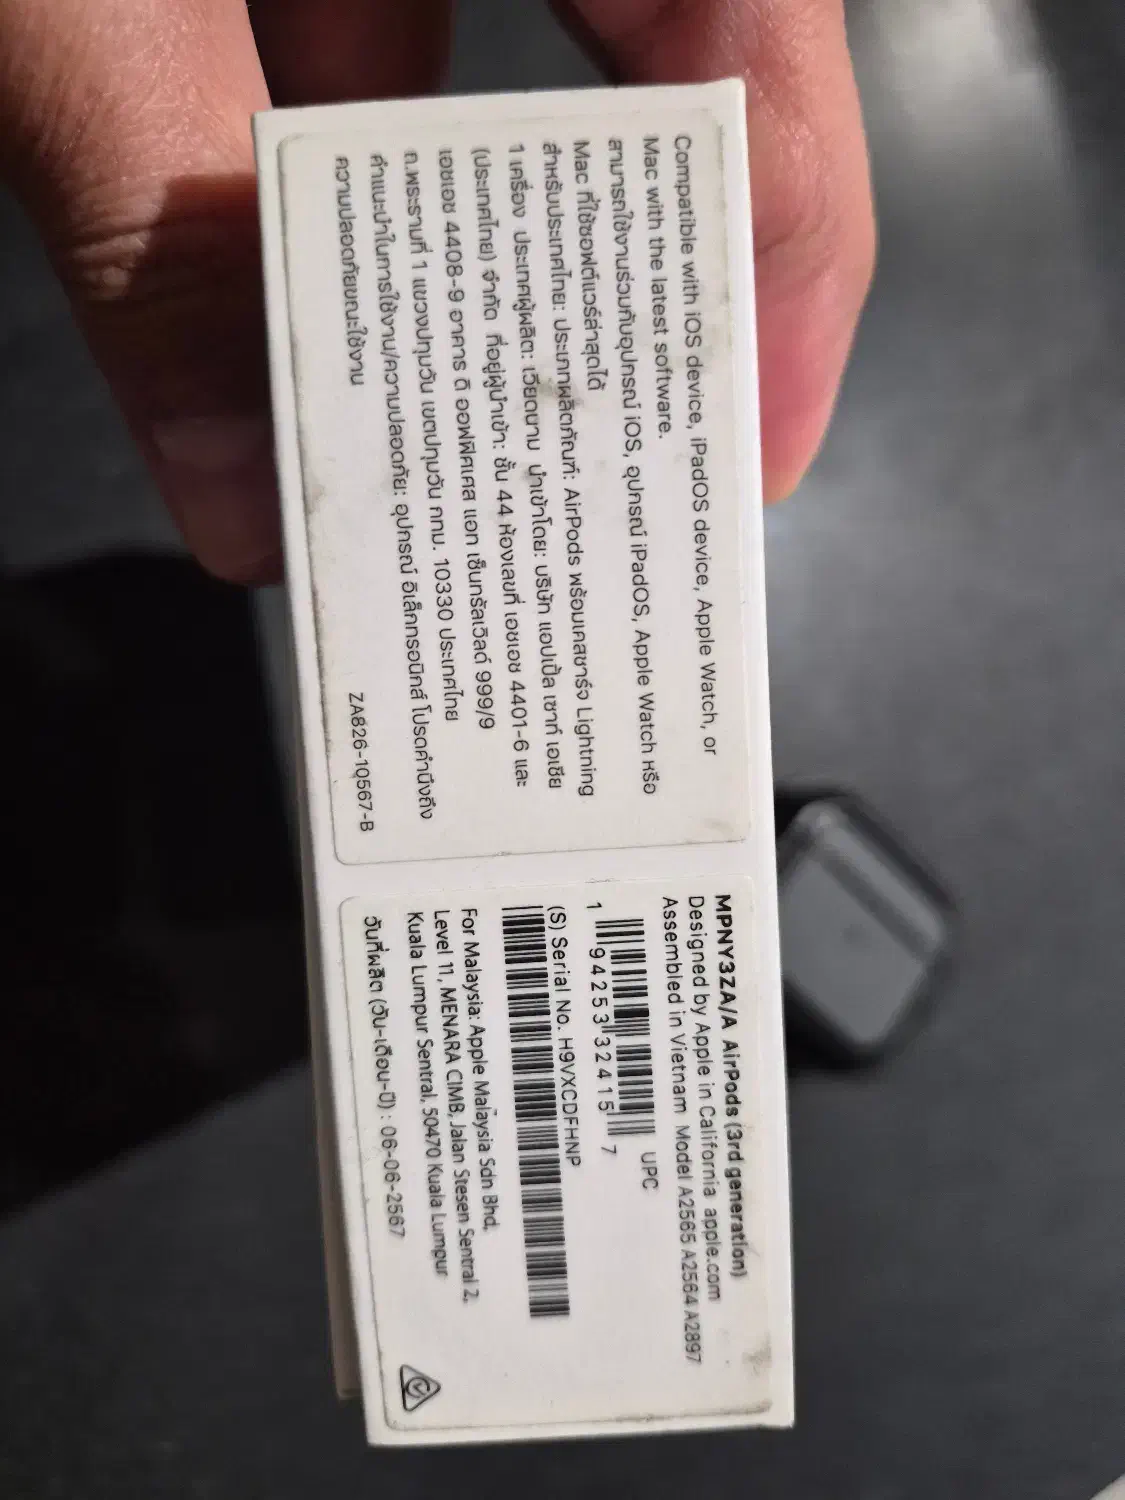 Compatible with iOS device, iPadOS device, Apple Watch, or
Mac with the latest software.
สามารถใช้งานร่วมกับอุปกรณ์ iOS, อุปกรณ์ iPadOS, Apple Watch หรือ
Mac ที่ใช้ซอฟต์แวร์ล่าสุดได้
สำหรับประเทศไทย: ประเภทผลิตภัณฑ์: AirPods พร้อมเคสชาร์จ Lightning
1 เครื่อง ประเทศผู้ผลิต: เวียดนาม นำเข้าโดย: บริษัท แอปเปิ้ล เซาท์ เอเชีย
(ประเทศไทย) จำกัด ที่อยู่ผู้นำเข้า: ชั้น 44 ห้องเลขที่ เอชเอช 4401-6 และ
เอชเอช 4408-9 อาคาร ดิ ออฟฟิศเศส แอท เซ็นทรัลเวิลด์ 999/9
ถ.พระรามที่ 1 แขวงปทุมวัน เขตปทุมวัน กทม. 10330 ประเทศไทย
คำแนะนำในการใช้งาน/ความปลอดภัย: อุปกรณ์ อิเล็กทรอนิกส์ โปรดคำนึงถึง
ความปลอดภัยขณะใช้งาน
ZA826-10567-B
MPNY3ZA/A AirPods (3rd generation)
Designed by Apple in California apple.com
Assembled in Vietnam Model A2565 A2564 A2897
UPC
1 94253 32415 7
(S) Serial No. H9VXCDFHNP
For Malaysia: Apple Malaysia Sdn Bhd,
Level 11, MENARA CIMB, Jalan Stesen Sentral 2,
Kuala Lumpur Sentral, 50470 Kuala Lumpur
วันที่ผลิต (วัน-เดือน-ปี) : 06-06-2567